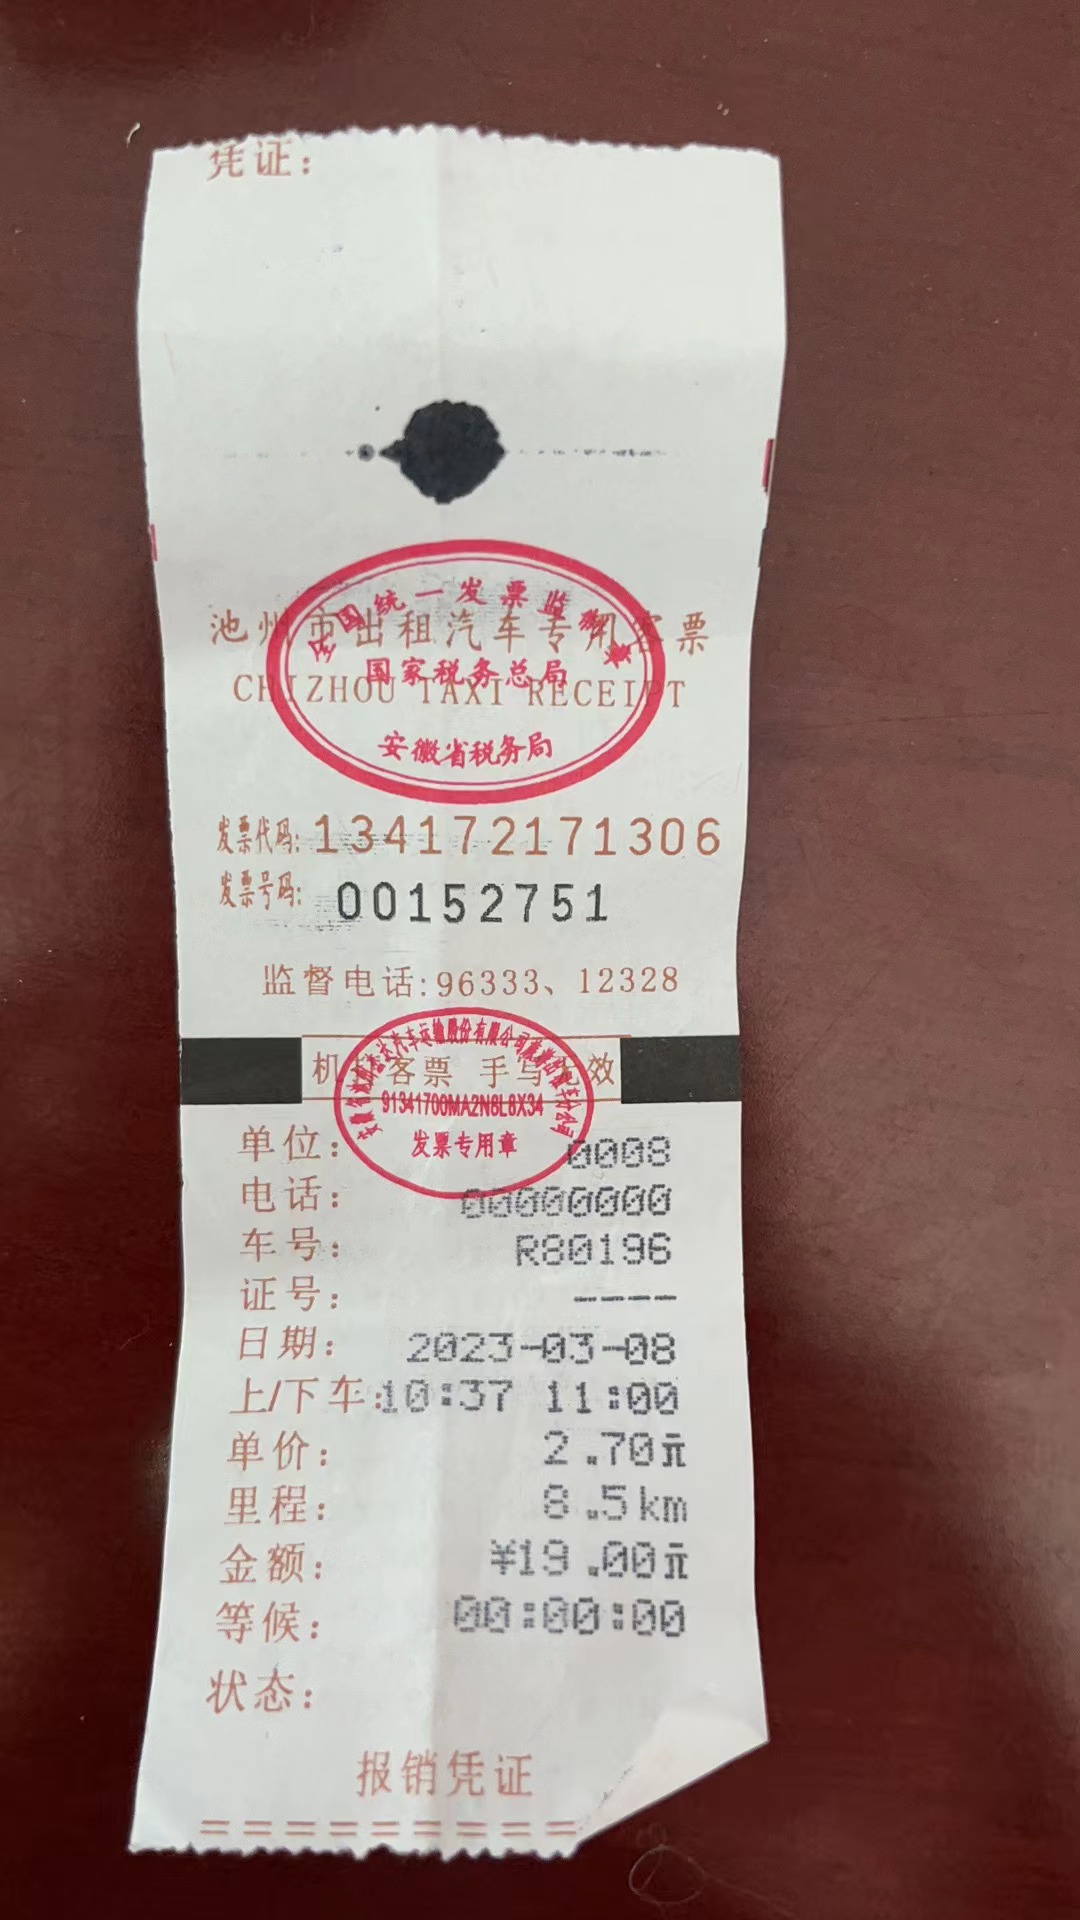 凭证：
全国统一发票监制章
池州市出租汽车专用客票
国家税务总局
CHIZHOU TAXI RECEIPT
安徽省税务局
发票代码：134172171306
发票号码：00152751
监督电话:96333、12328
机打客票 手写无效
91341700MA2N8L8X34
发票专用章
单位：0008
电话：00000000
车号：R80196
证号：----
日期：2023-03-08
上/下车：10:37 11:00
单价：2.70元
里程：8.5km
金额：¥19.00元
等候：00:00:00
状态：
报销凭证
=========